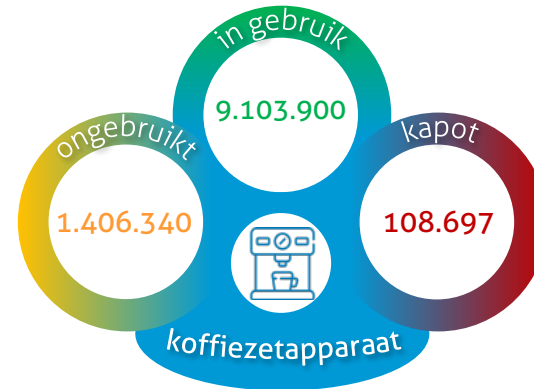 in gebruik
9.103.900
ongebruikt
1.406.340
kapot
108.697
koffiezetapparaat